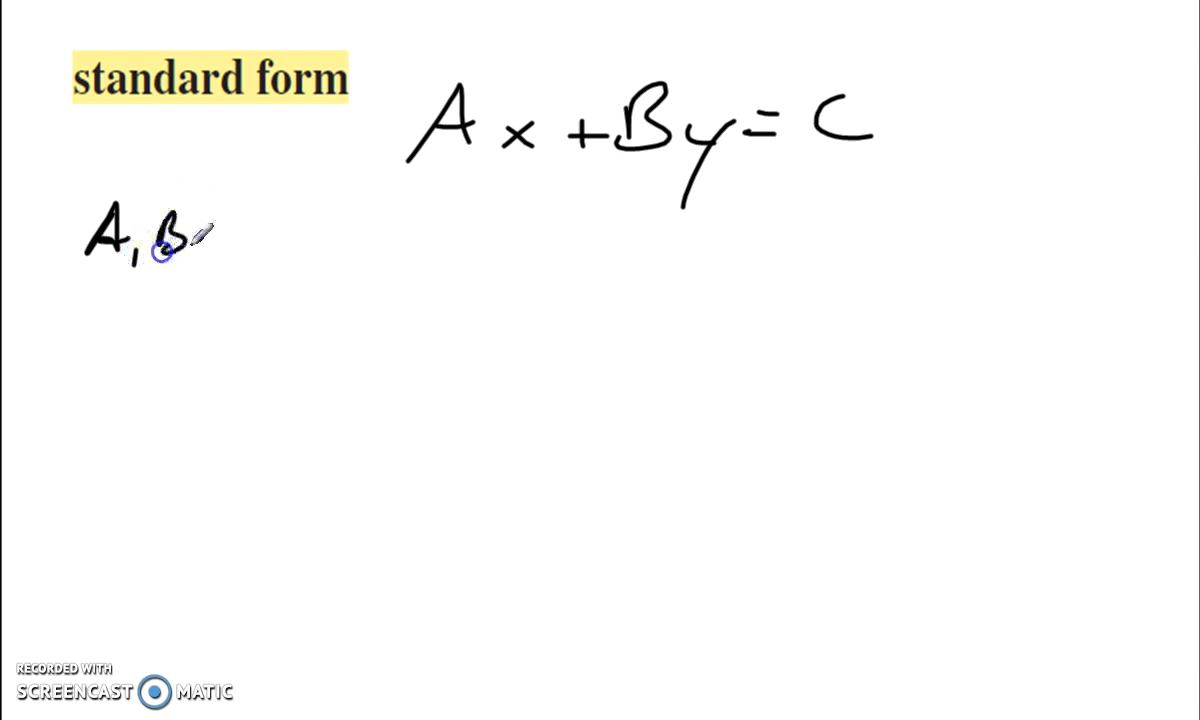 standard form
Ax + By = C
A, B
RECORDED WITH
SCREENCAST MATIC